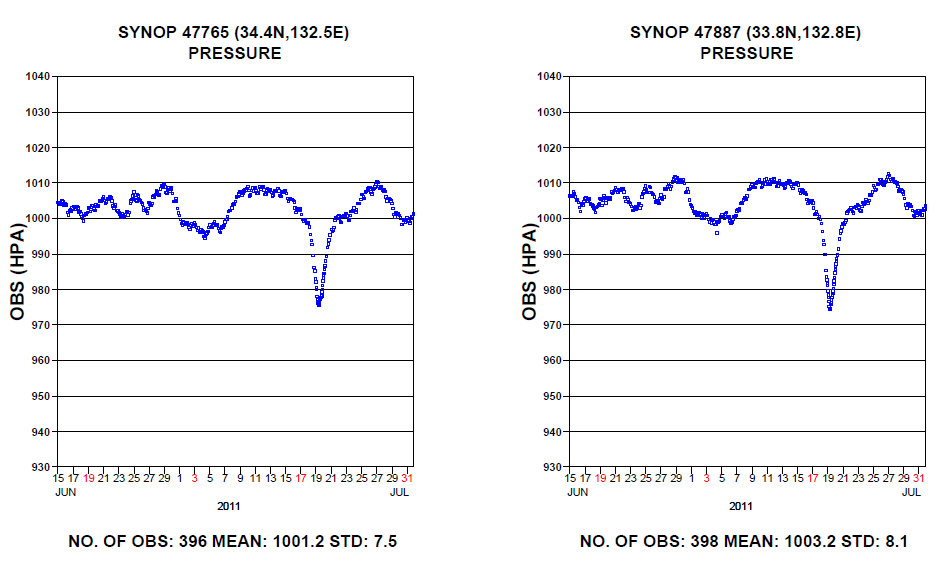 SYNOP 47765 (34.4N,132.5E)
PRESSURE
1040
1030
1020
1010
1000
990
980
970
960
950
940
930
OBS (HPA)
15 17 19 21 23 25 27 29 1 3 5 7 9 11 13 15 17 19 21 23 25 27 29 31
JUN JUL
2011
NO. OF OBS: 396 MEAN: 1001.2 STD: 7.5
SYNOP 47887 (33.8N,132.8E)
PRESSURE
1040
1030
1020
1010
1000
990
980
970
960
950
940
930
OBS (HPA)
15 17 19 21 23 25 27 29 1 3 5 7 9 11 13 15 17 19 21 23 25 27 29 31
JUN JUL
2011
NO. OF OBS: 398 MEAN: 1003.2 STD: 8.1